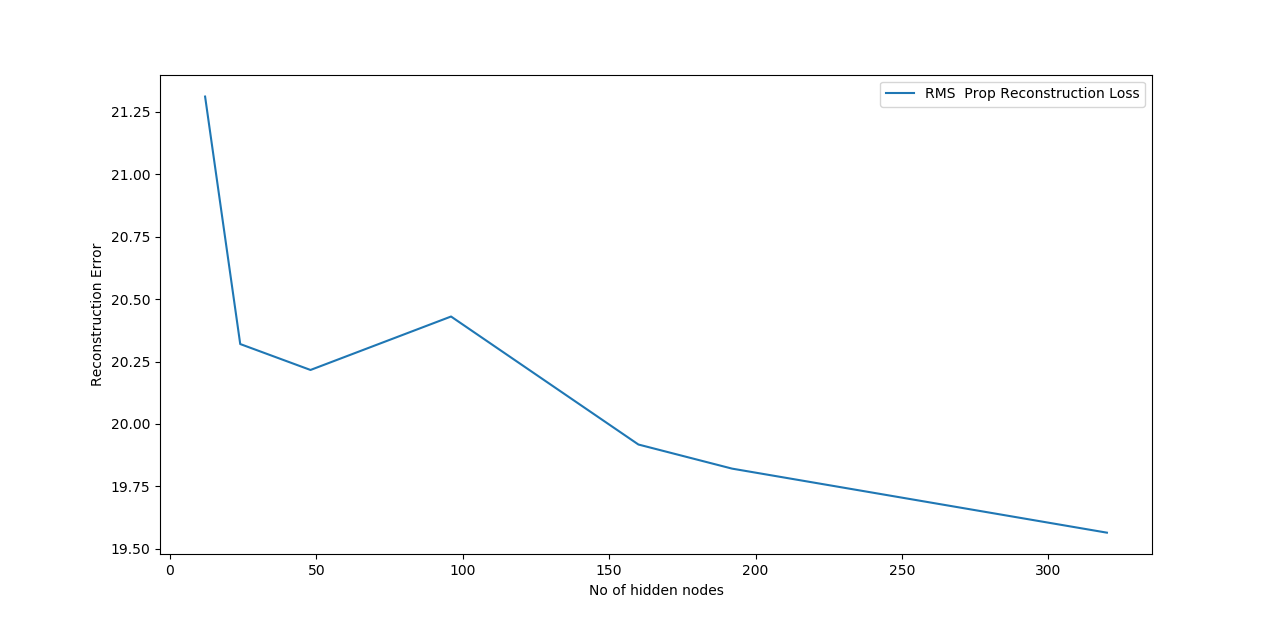 RMS  Prop Reconstruction Loss
21.25
21.00
20.75
20.50
20.25
20.00
19.75
19.50
Reconstruction Error
0 50 100 150 200 250 300
No of hidden nodes